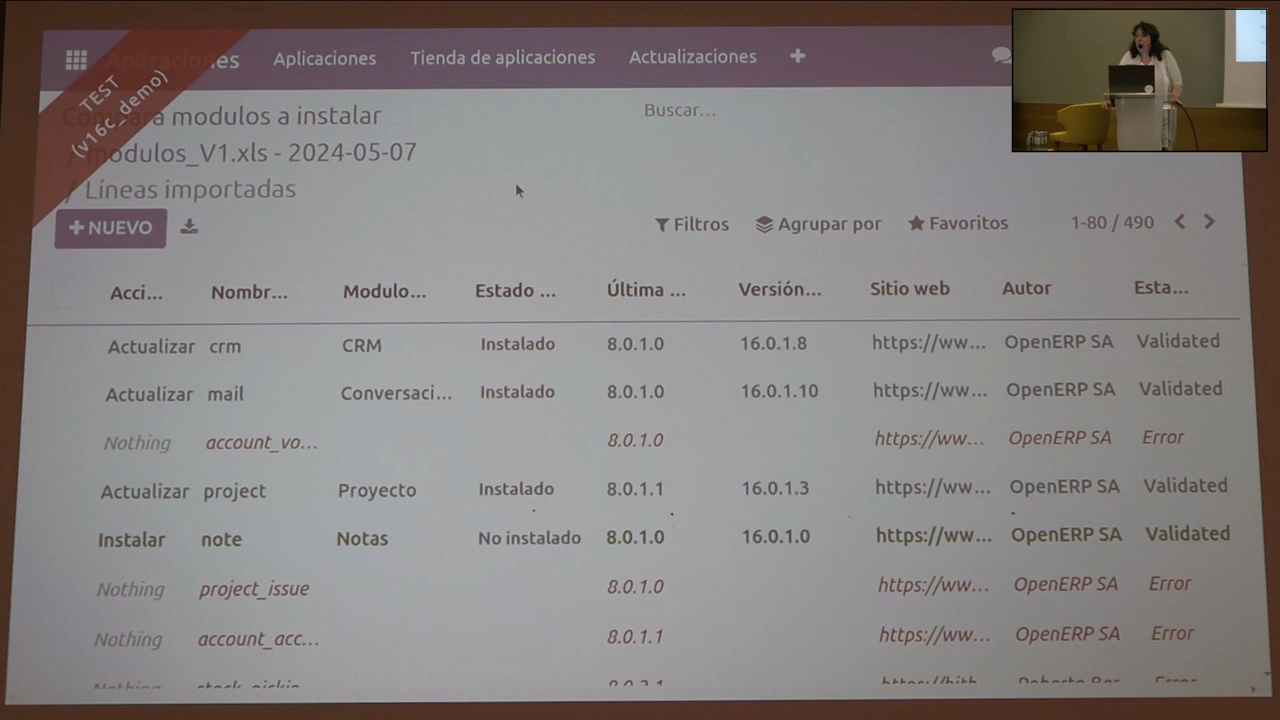 Aplicaciones Aplicaciones Tienda de aplicaciones Actualizaciones
TEST
(v16c_demo)
Compara modulos a instalar
Buscar...
/ modulos_V1.xls - 2024-05-07
/ Líneas importadas
NUEVO Filtros Agrupar por Favoritos 1-80 / 490
Acci... Nombr... Modulo... Estado ... Última ... Versión... Sitio web Autor Esta...
Actualizar crm CRM Instalado 8.0.1.0 16.0.1.8 https://ww... OpenERP SA Validated
Actualizar mail Conversaci... Instalado 8.0.1.0 16.0.1.10 https://ww... OpenERP SA Validated
Nothing account_vo... 8.0.1.0 https://ww... OpenERP SA Error
Actualizar project Proyecto Instalado 8.0.1.1 16.0.1.3 https://ww... OpenERP SA Validated
Instalar note Notas No instalado 8.0.1.0 16.0.1.0 https://ww... OpenERP SA Validated
Nothing project_issue 8.0.1.0 https://ww... OpenERP SA Error
Nothing account_acc... 8.0.1.1 https://ww... OpenERP SA Error
Nothing Error